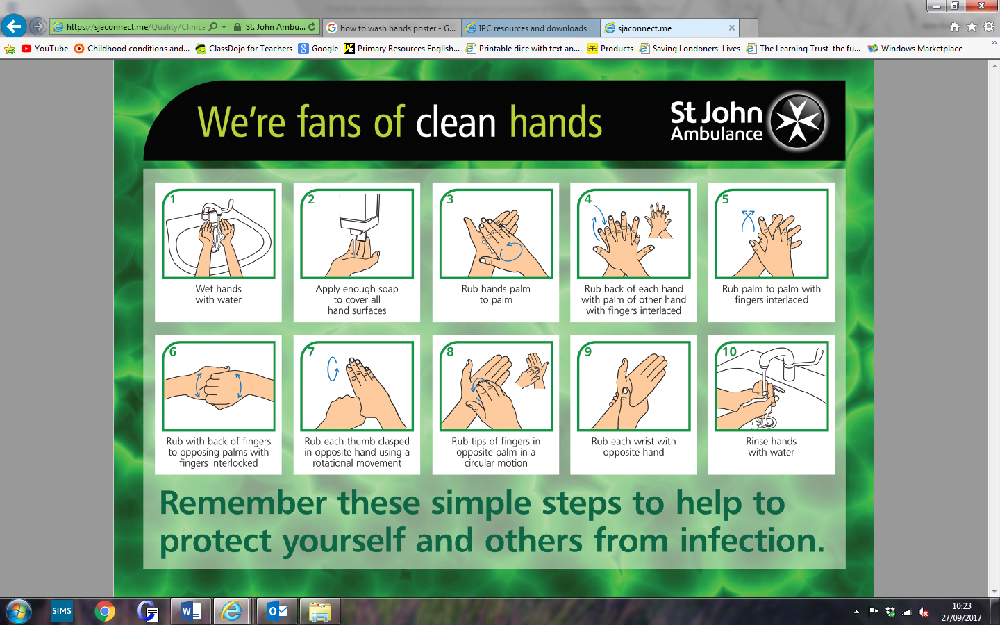 https://sjaconnect.me/Quality/Clinica
St. John Ambu...
how to wash hands poster - G...
IPC resources and downloads
sjaconnect.me
YouTube
Childhood conditions and...
ClassDojo for Teachers
Google
Primary Resources English...
Printable dice with text an...
Products
Saving Londoners' Lives
The Learning Trust the fu...
Windows Marketplace
We're fans of clean hands
St John
Ambulance
1
Wet hands
with water
2
Apply enough soap
to cover all
hand surfaces
3
Rub hands palm
to palm
4
Rub back of each hand
with palm of other hand
with fingers interlaced
5
Rub palm to palm with
fingers interlaced
6
Rub with back of fingers
to opposing palms with
fingers interlocked
7
Rub each thumb clasped
in opposite hand using a
rotational movement
8
Rub tips of fingers in
opposite palm in a
circular motion
9
Rub each wrist with
opposite hand
10
Rinse hands
with water
Remember these simple steps to help to
protect yourself and others from infection.
SIMS
10:23
27/09/2017